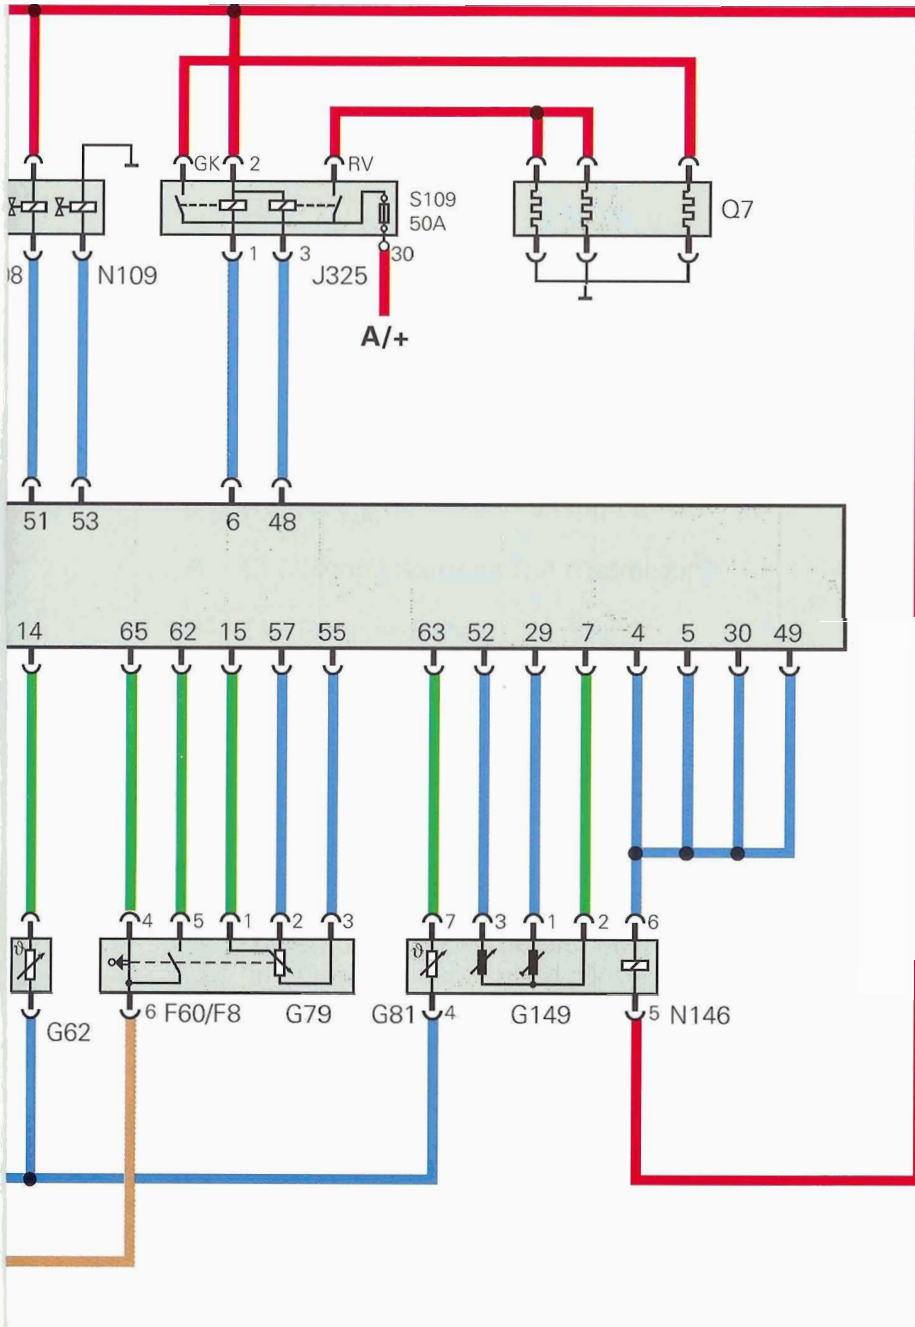 GK 2 RV
S109
50A
Q7
1 3 30
N109 J325
A/+
51 53 6 48
14 65 62 15 57 55 63 52 29 7 4 5 30 49
4 5 1 2 3 7 3 1 2 6
ϑ ϑ
6 F60/F8 G79 G81 4 G149 5 N146
G62